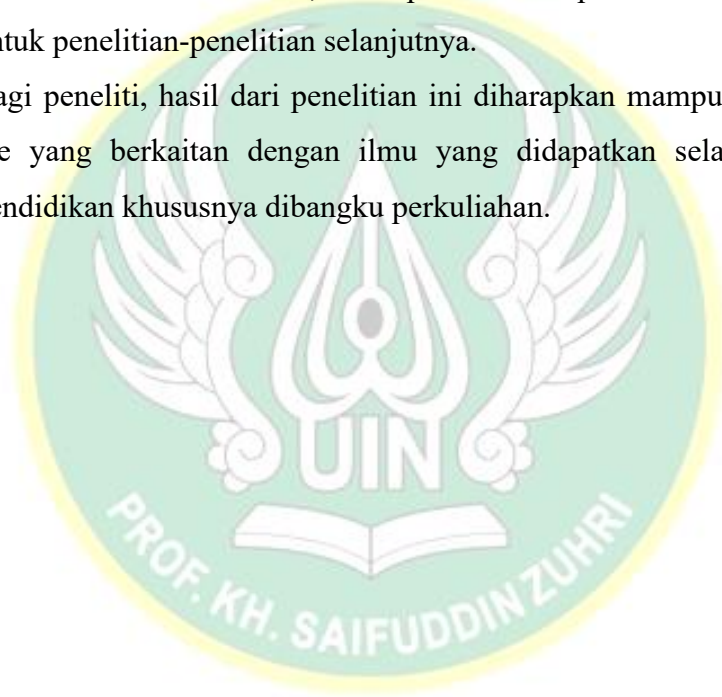 ntuk penelitian-penelitian selanjutnya.
agi peneliti, hasil dari penelitian ini diharapkan mampu
e yang berkaitan dengan ilmu yang didapatkan sela
endidikan khususnya dibangku perkuliahan.
UIN
PROF. KH. SAIFUDDIN ZUHRI